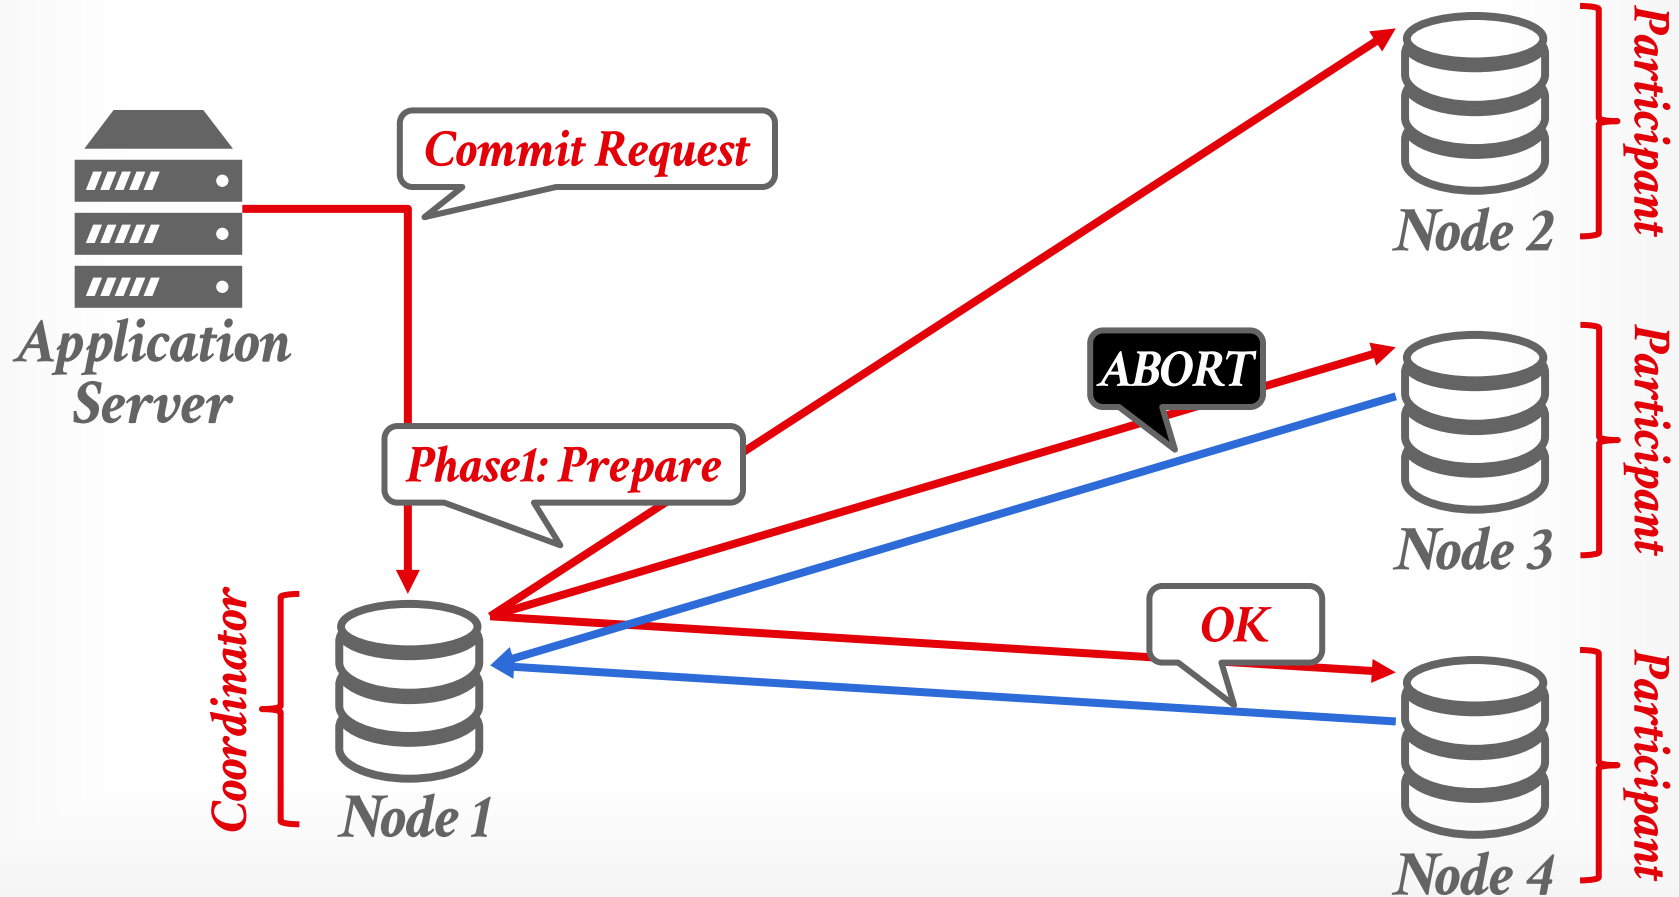 Commit Request
Participant
Node 2
Application
Server
ABORT
Participant
Node 3
Phase1: Prepare
OK
Coordinator
Node 1
Participant
Node 4